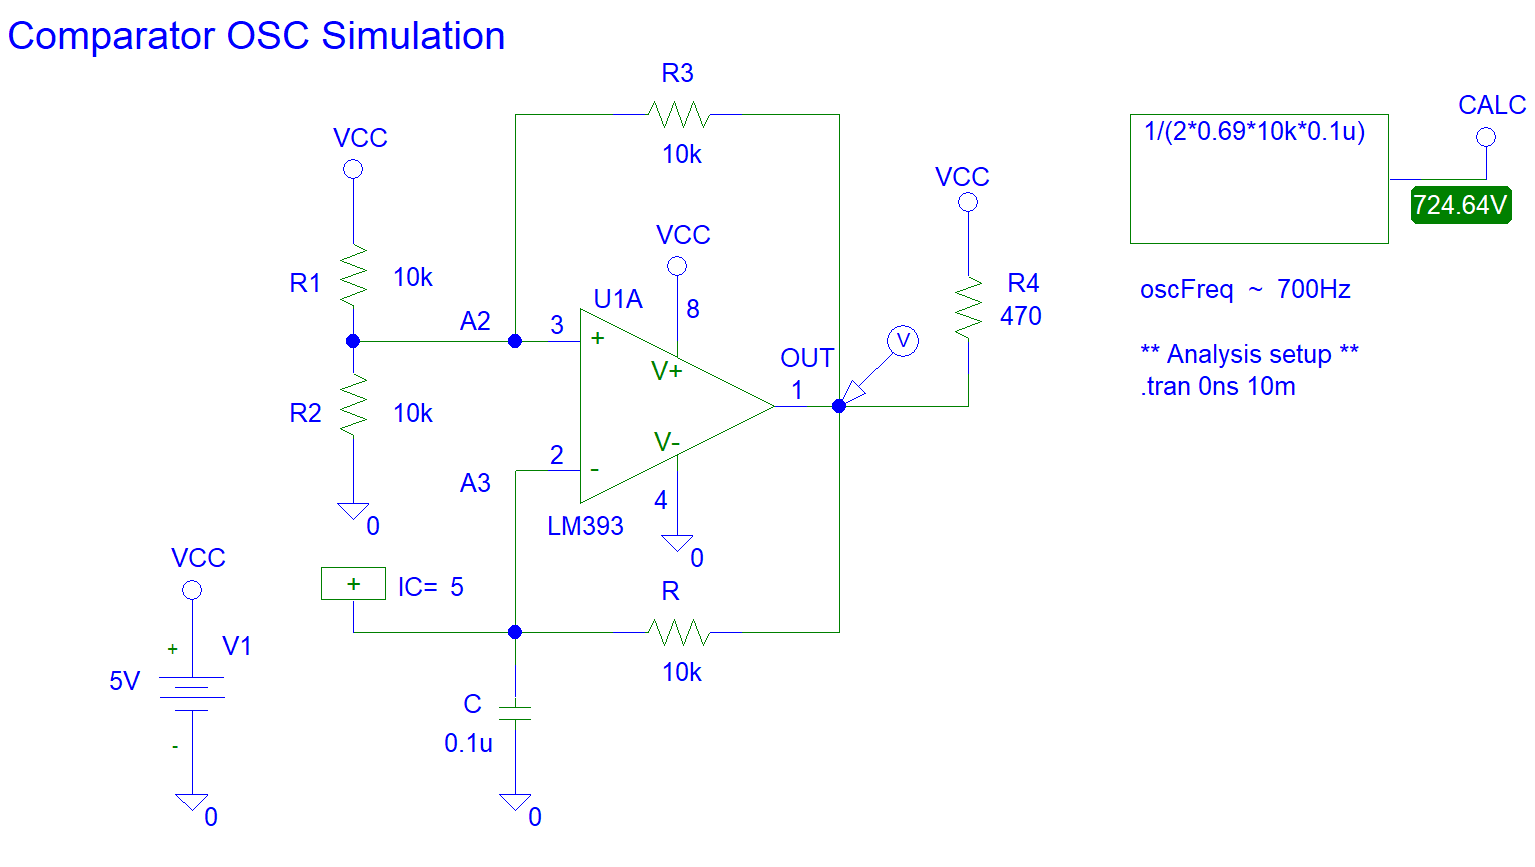 Comparator OSC Simulation
R3
10k
VCC
VCC
VCC
CALC
1/(2*0.69*10k*0.1u)
724.64V
R1
10k
A2
3
U1A
8
+
V+
OUT
1
V
R4
470
oscFreq ~ 700Hz
** Analysis setup **
.tran 0ns 10m
R2
10k
A3
2
-
V-
4
LM393
0
0
VCC
+
IC= 5
R
10k
+
V1
5V
-
0
C
0.1u
0